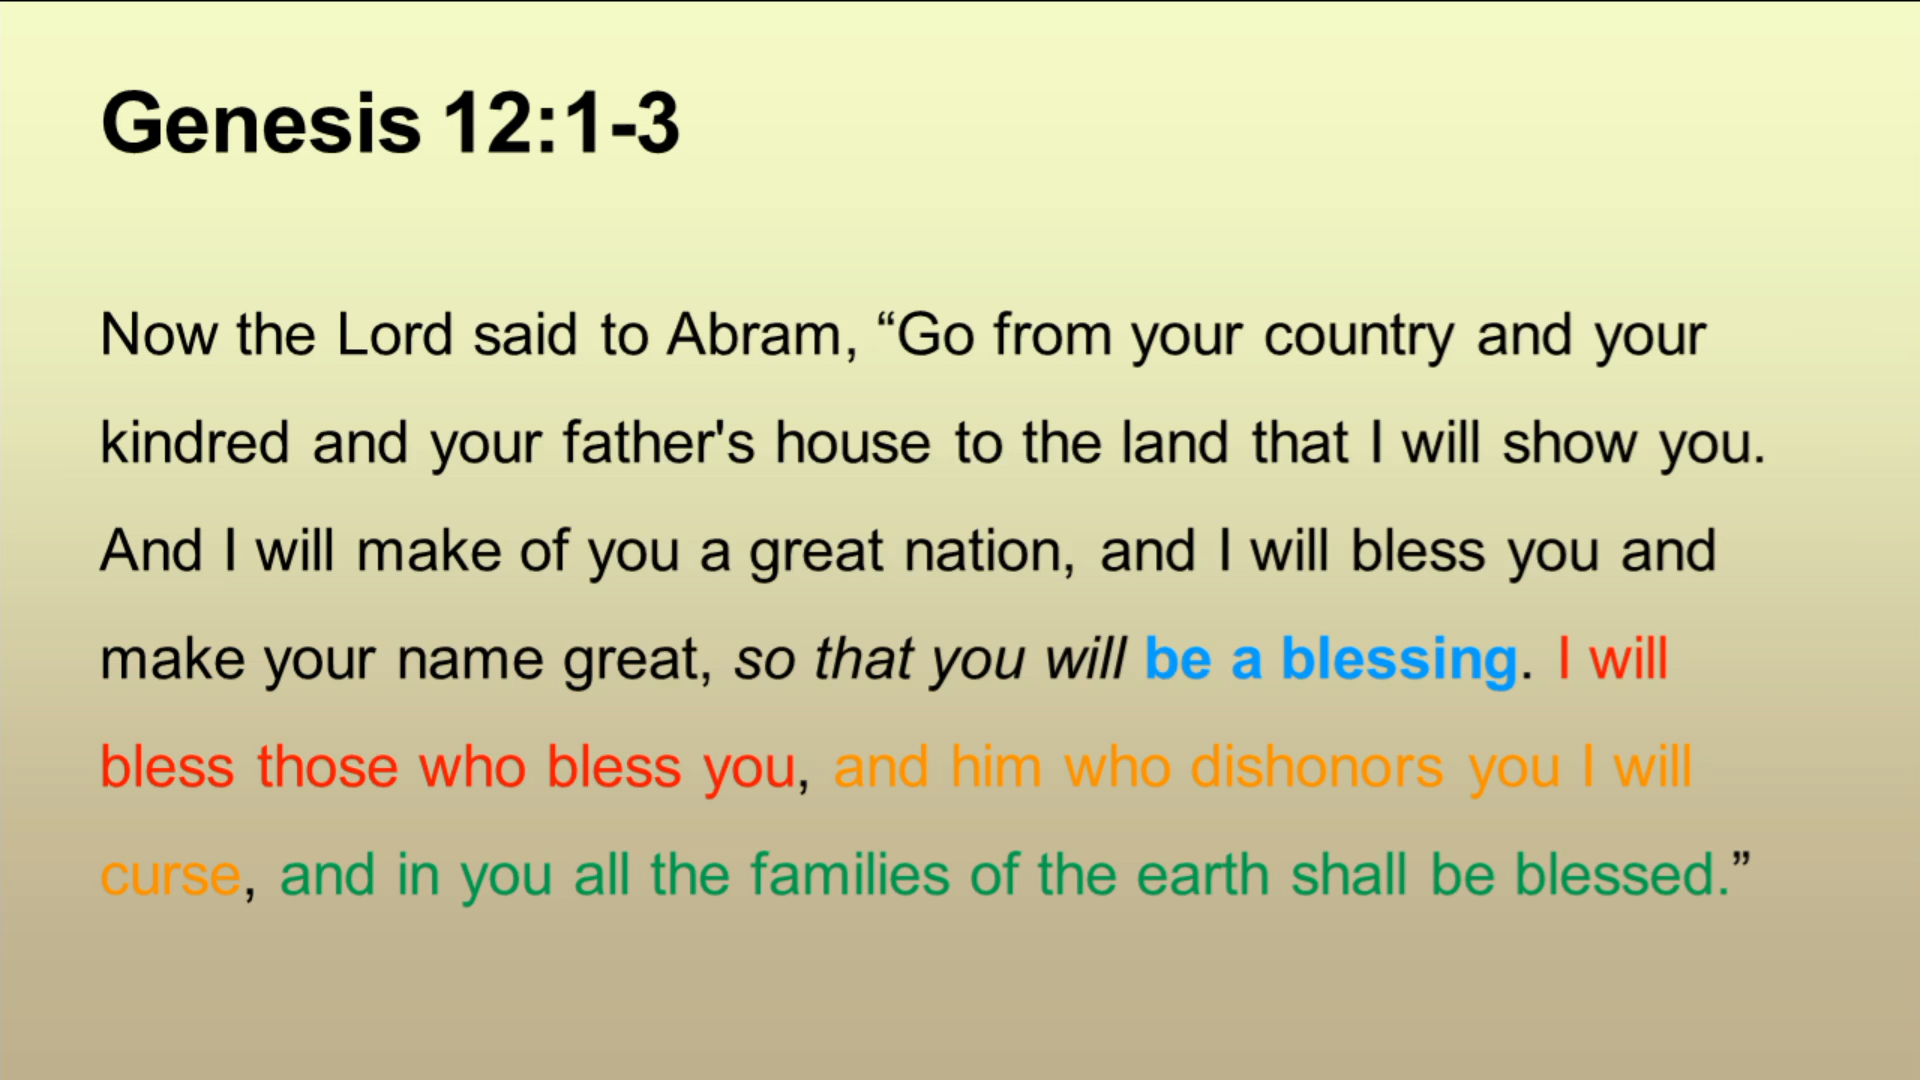 Genesis 12:1-3
Now the Lord said to Abram, “Go from your country and your
kindred and your father's house to the land that I will show you.
And I will make of you a great nation, and I will bless you and
make your name great, so that you will be a blessing. I will
bless those who bless you, and him who dishonors you I will
curse, and in you all the families of the earth shall be blessed.”